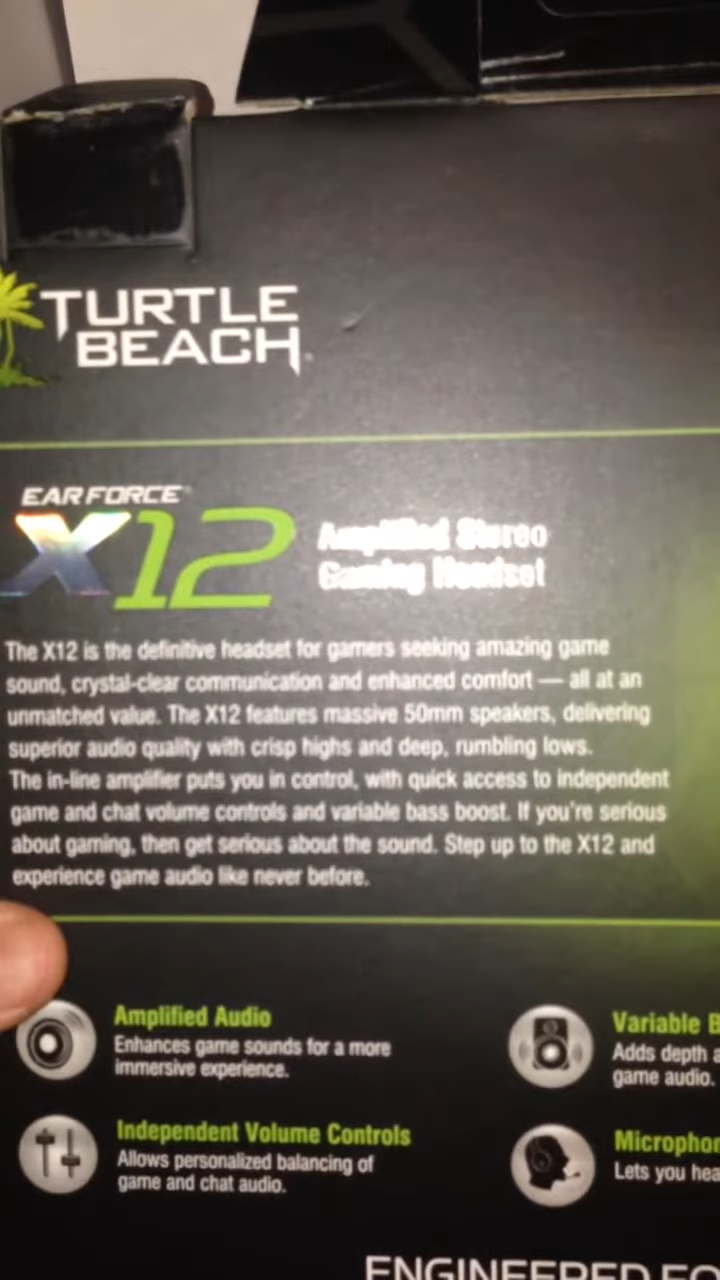 TURTLE
BEACH
EAR FORCE®
X12
Amplified Stereo
Gaming Headset
The X12 is the definitive headset for gamers seeking amazing game
sound, crystal-clear communication and enhanced comfort — all at an
unmatched value. The X12 features massive 50mm speakers, delivering
superior audio quality with crisp highs and deep, rumbling lows.
The in-line amplifier puts you in control, with quick access to independent
game and chat volume controls and variable bass boost. If you're serious
about gaming, then get serious about the sound. Step up to the X12 and
experience game audio like never before.
Amplified Audio
Enhances game sounds for a more
immersive experience.
Variable B
Adds depth a
game audio.
Independent Volume Controls
Allows personalized balancing of
game and chat audio.
Microphon
Lets you hea
ENGINEERED FO